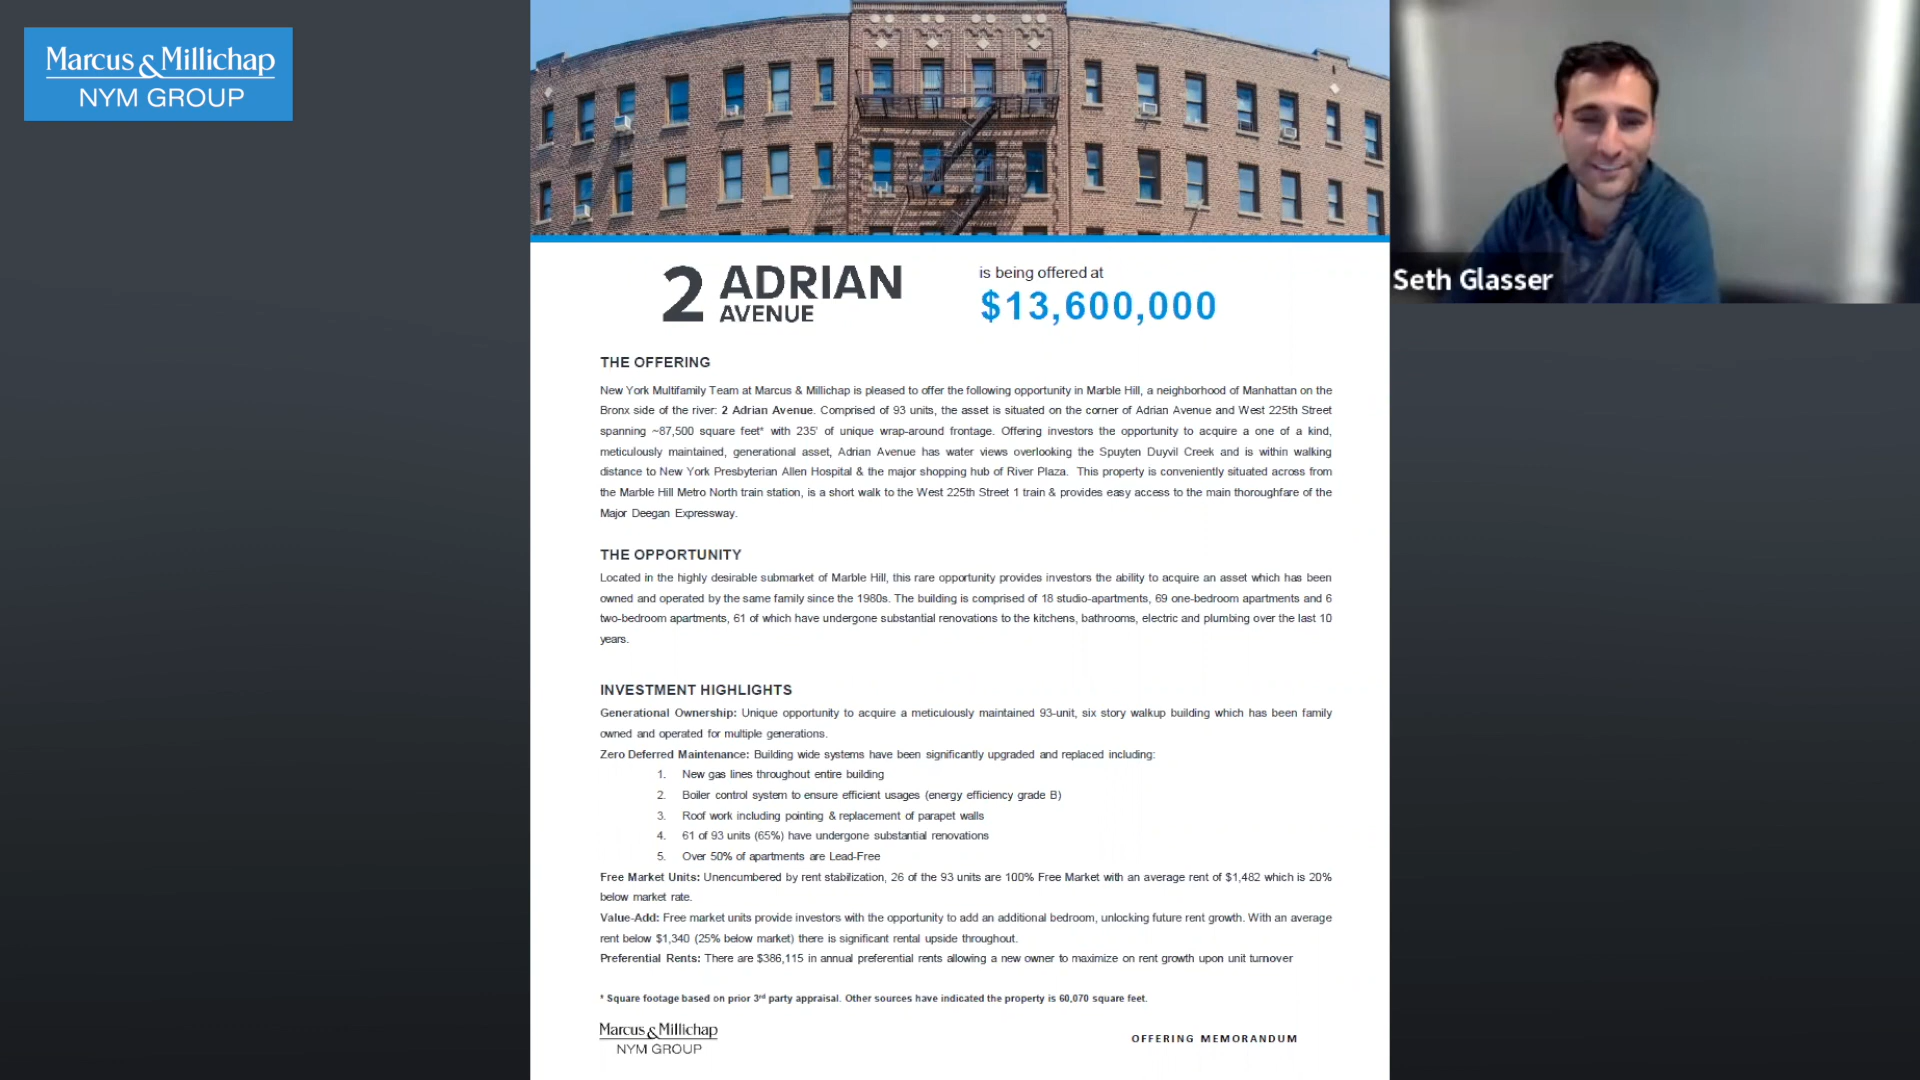 Marcus & Millichap
NYM GROUP
2 ADRIAN
AVENUE
is being offered at
$13,600,000
Seth Glasser
THE OFFERING
New York Multifamily Team at Marcus & Millichap is pleased to offer the following opportunity in Marble Hill, a neighborhood of Manhattan on the
Bronx side of the river: 2 Adrian Avenue. Comprised of 93 units, the asset is situated on the corner of Adrian Avenue and West 225th Street
spanning ~87,500 square feet* with 235' of unique wrap-around frontage. Offering investors the opportunity to acquire a one of a kind,
meticulously maintained, generational asset, Adrian Avenue has water views overlooking the Spuyten Duyvil Creek and is within walking
distance to New York Presbyterian Allen Hospital & the major shopping hub of River Plaza. This property is conveniently situated across from
the Marble Hill Metro North train station, is a short walk to the West 225th Street 1 train & provides easy access to the main thoroughfare of the
Major Deegan Expressway.
THE OPPORTUNITY
Located in the highly desirable submarket of Marble Hill, this rare opportunity provides investors the ability to acquire an asset which has been
owned and operated by the same family since the 1980s. The building is comprised of 18 studio-apartments, 69 one-bedroom apartments and 6
two-bedroom apartments, 61 of which have undergone substantial renovations to the kitchens, bathrooms, electric and plumbing over the last 10
years.
INVESTMENT HIGHLIGHTS
Generational Ownership: Unique opportunity to acquire a meticulously maintained 93-unit, six story walkup building which has been family
owned and operated for multiple generations.
Zero Deferred Maintenance: Building wide systems have been significantly upgraded and replaced including:
1. New gas lines throughout entire building
2. Boiler control system to ensure efficient usages (energy efficiency grade B)
3. Roof work including pointing & replacement of parapet walls
4. 61 of 93 units (65%) have undergone substantial renovations
5. Over 50% of apartments are Lead-Free
Free Market Units: Unencumbered by rent stabilization, 26 of the 93 units are 100% Free Market with an average rent of $1,482 which is 20%
below market rate.
Value-Add: Free market units provide investors with the opportunity to add an additional bedroom, unlocking future rent growth. With an average
rent below $1,340 (25% below market) there is significant rental upside throughout.
Preferential Rents: There are $386,115 in annual preferential rents allowing a new owner to maximize on rent growth upon unit turnover
* Square footage based on prior 3rd party appraisal. Other sources have indicated the property is 60,070 square feet.
Marcus & Millichap
NYM GROUP
OFFERING MEMORANDUM